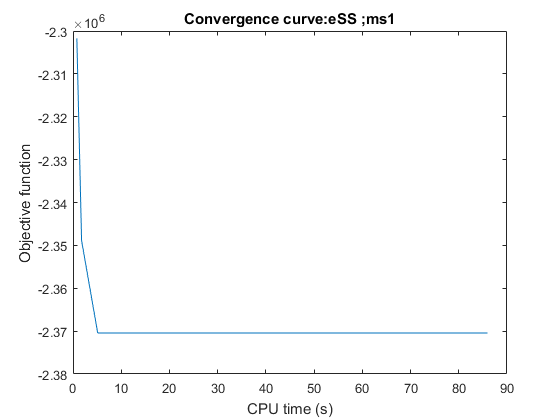 Convergence curve:eSS ;ms1
×10^6
-2.3
-2.31
-2.32
-2.33
-2.34
-2.35
-2.36
-2.37
-2.38
Objective function
0 10 20 30 40 50 60 70 80 90
CPU time (s)